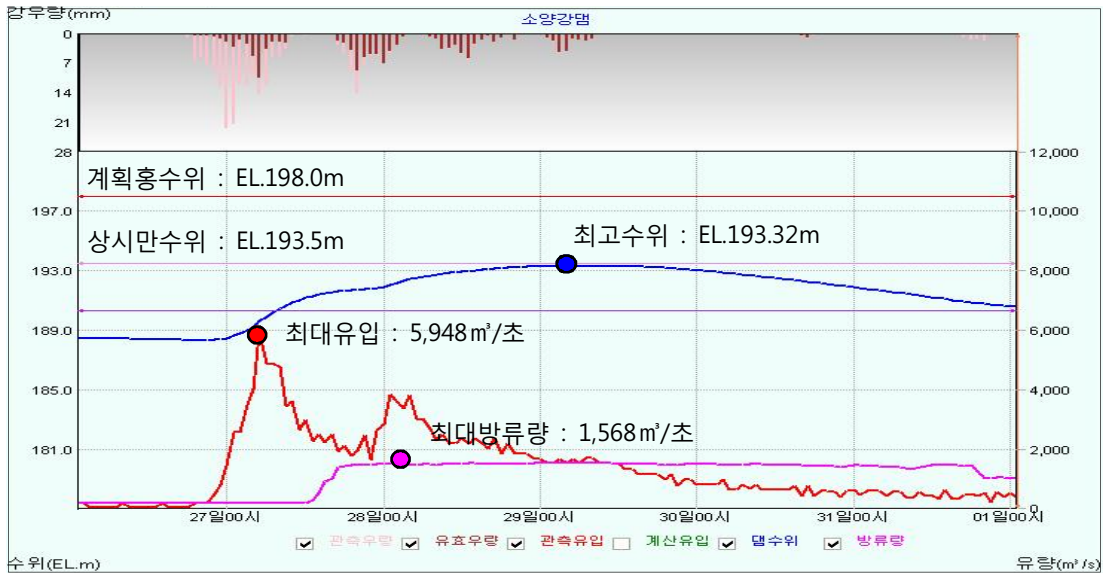 강우량(mm)
소양강댐
0
7
14
21
28
12,000
계획홍수위 : EL.198.0m
197.0
10,000
상시만수위 : EL.193.5m
최고수위 : EL.193.32m
193.0
8,000
189.0
최대유입 : 5,948㎥/초
6,000
185.0
4,000
최대방류량 : 1,568㎥/초
181.0
2,000
0
27일00시 28일00시 29일00시 30일00시 31일00시 01일00시
관측우량 유효우량 관측유입 계산유입 댐수위 방류량
수위(EL.m)
유량(m³/s)